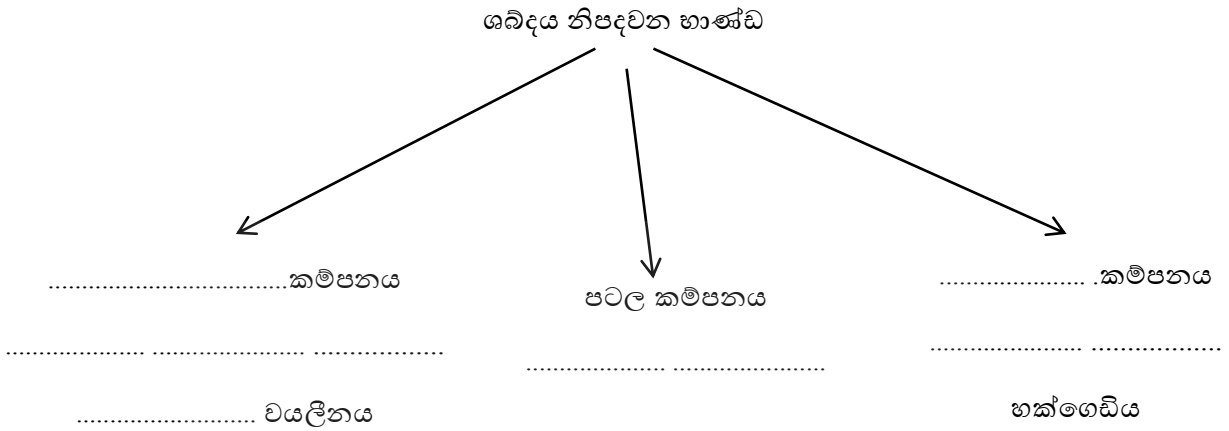 ශබ්දය නිපදවන භාණ්ඩ
....................................කම්පනය
පටල කම්පනය
...................... .කම්පනය
..................... ....................... ....................
..................... .......................
....................... ....................
........................... වයලීනය
හක්ගෙඩිය